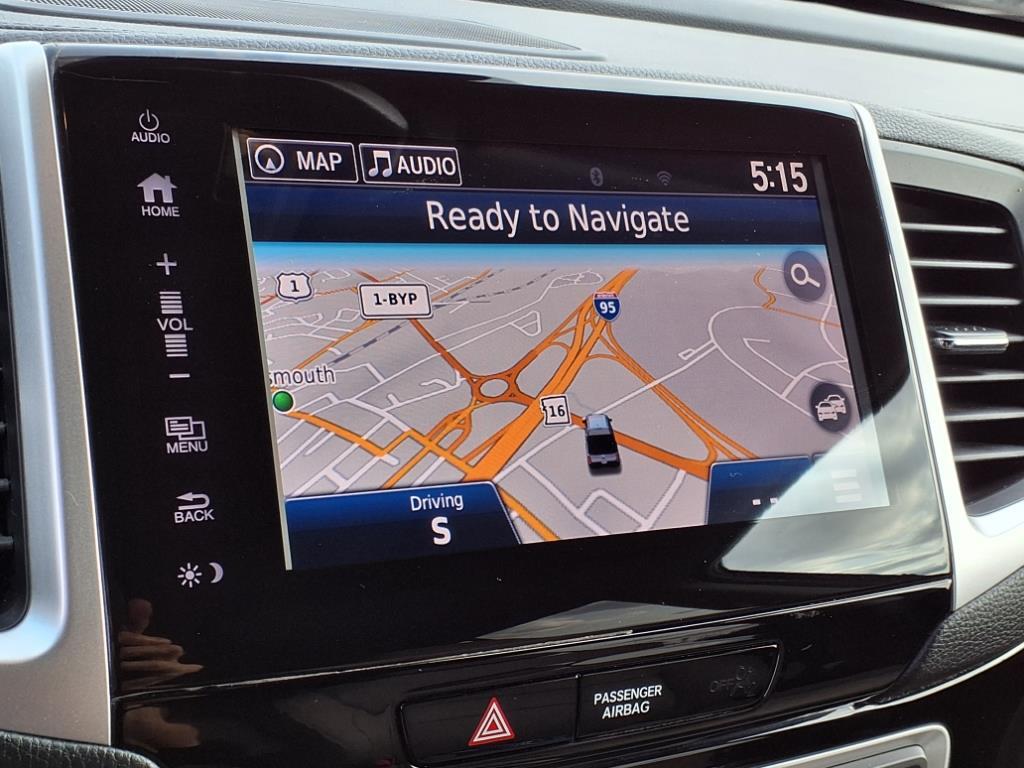 AUDIO
HOME
+
VOL
−
MENU
BACK
MAP
AUDIO
5:15
Ready to Navigate
1
1-BYP
INTERSTATE
95
smouth
16
Driving
S
- -
PASSENGER
AIRBAG
OFF